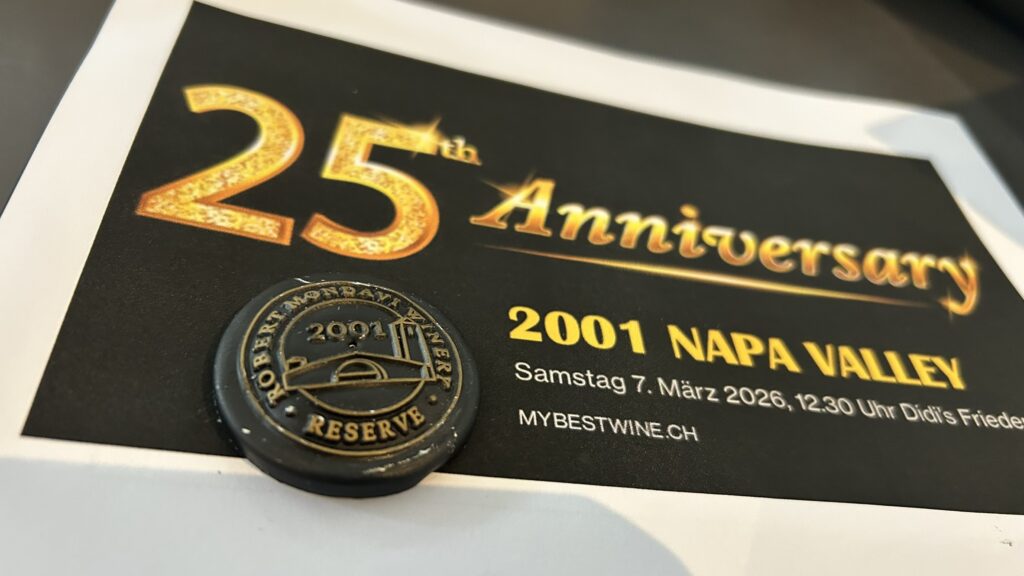 25th Anniversary
2001 NAPA VALLEY
Samstag 7. März 2026, 12.30 Uhr Didi's Frieden
MYBESTWINE.CH
ROBERT MONDAVI WINERY
2001
RESERVE